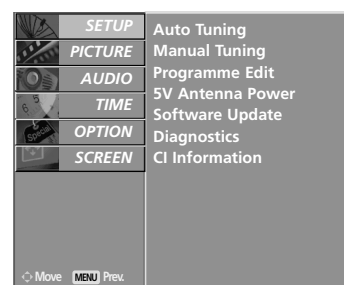 SETUP
PICTURE
AUDIO
TIME
OPTION
SCREEN
Auto Tuning
Manual Tuning
Programme Edit
5V Antenna Power
Software Update
Diagnostics
CI Information
Move MENU Prev.